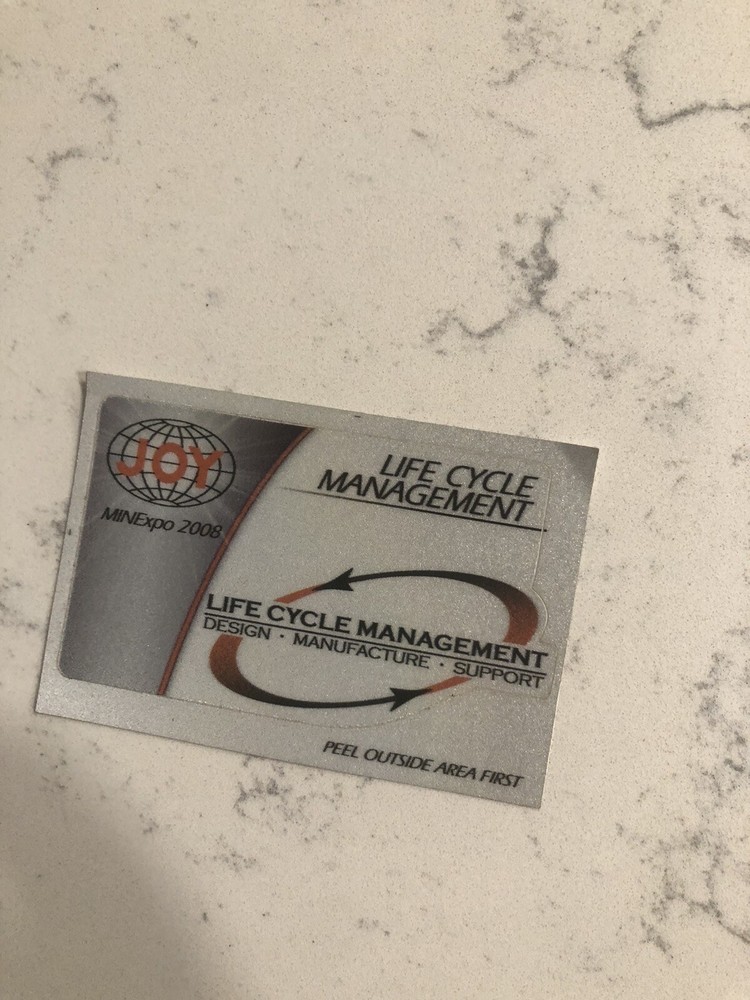 JOY
MINExpo 2008
LIFE CYCLE
MANAGEMENT
LIFE CYCLE MANAGEMENT
DESIGN · MANUFACTURE · SUPPORT
PEEL OUTSIDE AREA FIRST